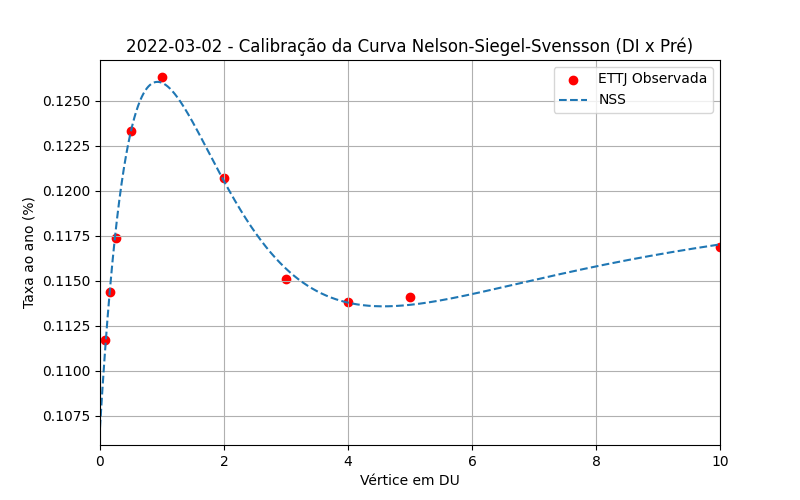 2022-03-02 - Calibração da Curva Nelson-Siegel-Svensson (DI x Pré)
ETTJ Observada
NSS
0.1250
0.1225
0.1200
0.1175
0.1150
0.1125
0.1100
0.1075
Taxa ao ano (%)
0 2 4 6 8 10
Vértice em DU